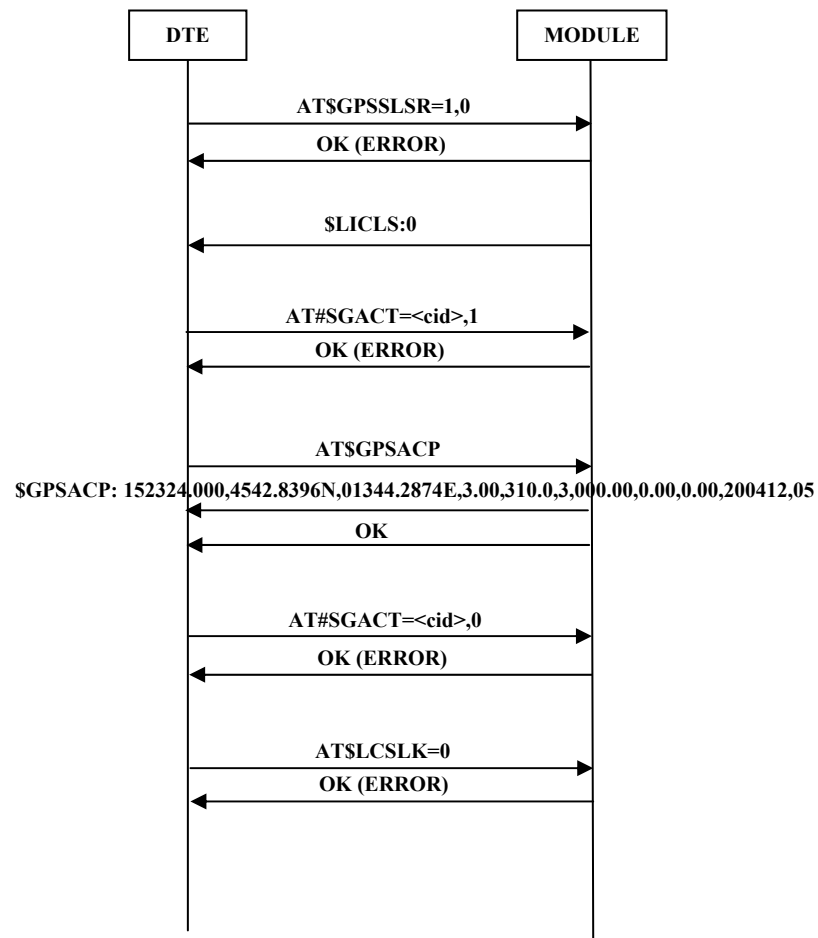 DTE
MODULE
AT$GPSSLSR=1,0
OK (ERROR)
$LICLS:0
AT#SGACT=<cid>,1
OK (ERROR)
AT$GPSACP
$GPSACP: 152324.000,4542.8396N,01344.2874E,3.00,310.0,3,000.00,0.00,0.00,200412,05
OK
AT#SGACT=<cid>,0
OK (ERROR)
AT$LCSLK=0
OK (ERROR)